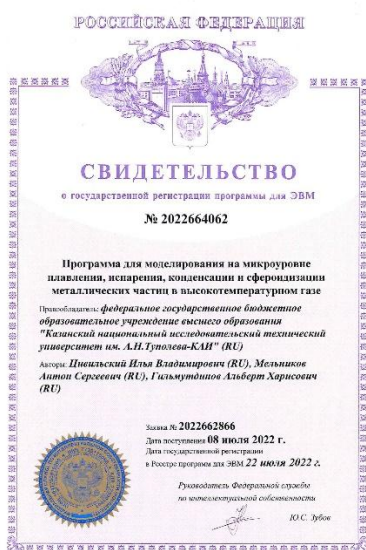 РОССИЙСКАЯ ФЕДЕРАЦИЯ
СВИДЕТЕЛЬСТВО
о государственной регистрации программы для ЭВМ
№ 2022664062
Программа для моделирования на микроуровне
плавления, испарения, конденсации и сфероидизации
металлических частиц в высокотемпературном газе
Правообладатель: федеральное государственное бюджетное
образовательное учреждение высшего образования
"Казанский национальный исследовательский технический
университет им. А.Н.Туполева-КАИ" (RU)
Авторы: Цивильский Илья Владимирович (RU), Мельников
Антон Сергеевич (RU), Гильмутдинов Альберт Харисович
(RU)
Заявка № 2022662866
Дата поступления 08 июля 2022 г.
Дата государственной регистрации
в Реестре программ для ЭВМ 22 июля 2022 г.
Руководитель Федеральной службы
по интеллектуальной собственности
Ю.С. Зубов